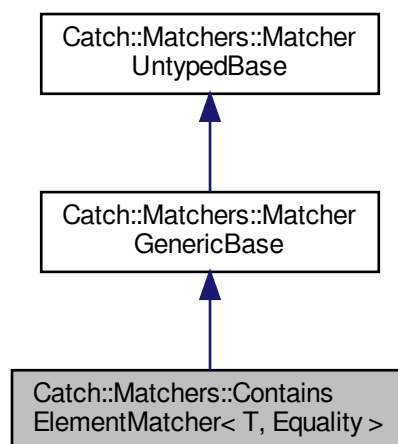 Catch::Matchers::Matcher
UntypedBase
Catch::Matchers::Matcher
GenericBase
Catch::Matchers::Contains
ElementMatcher< T, Equality >